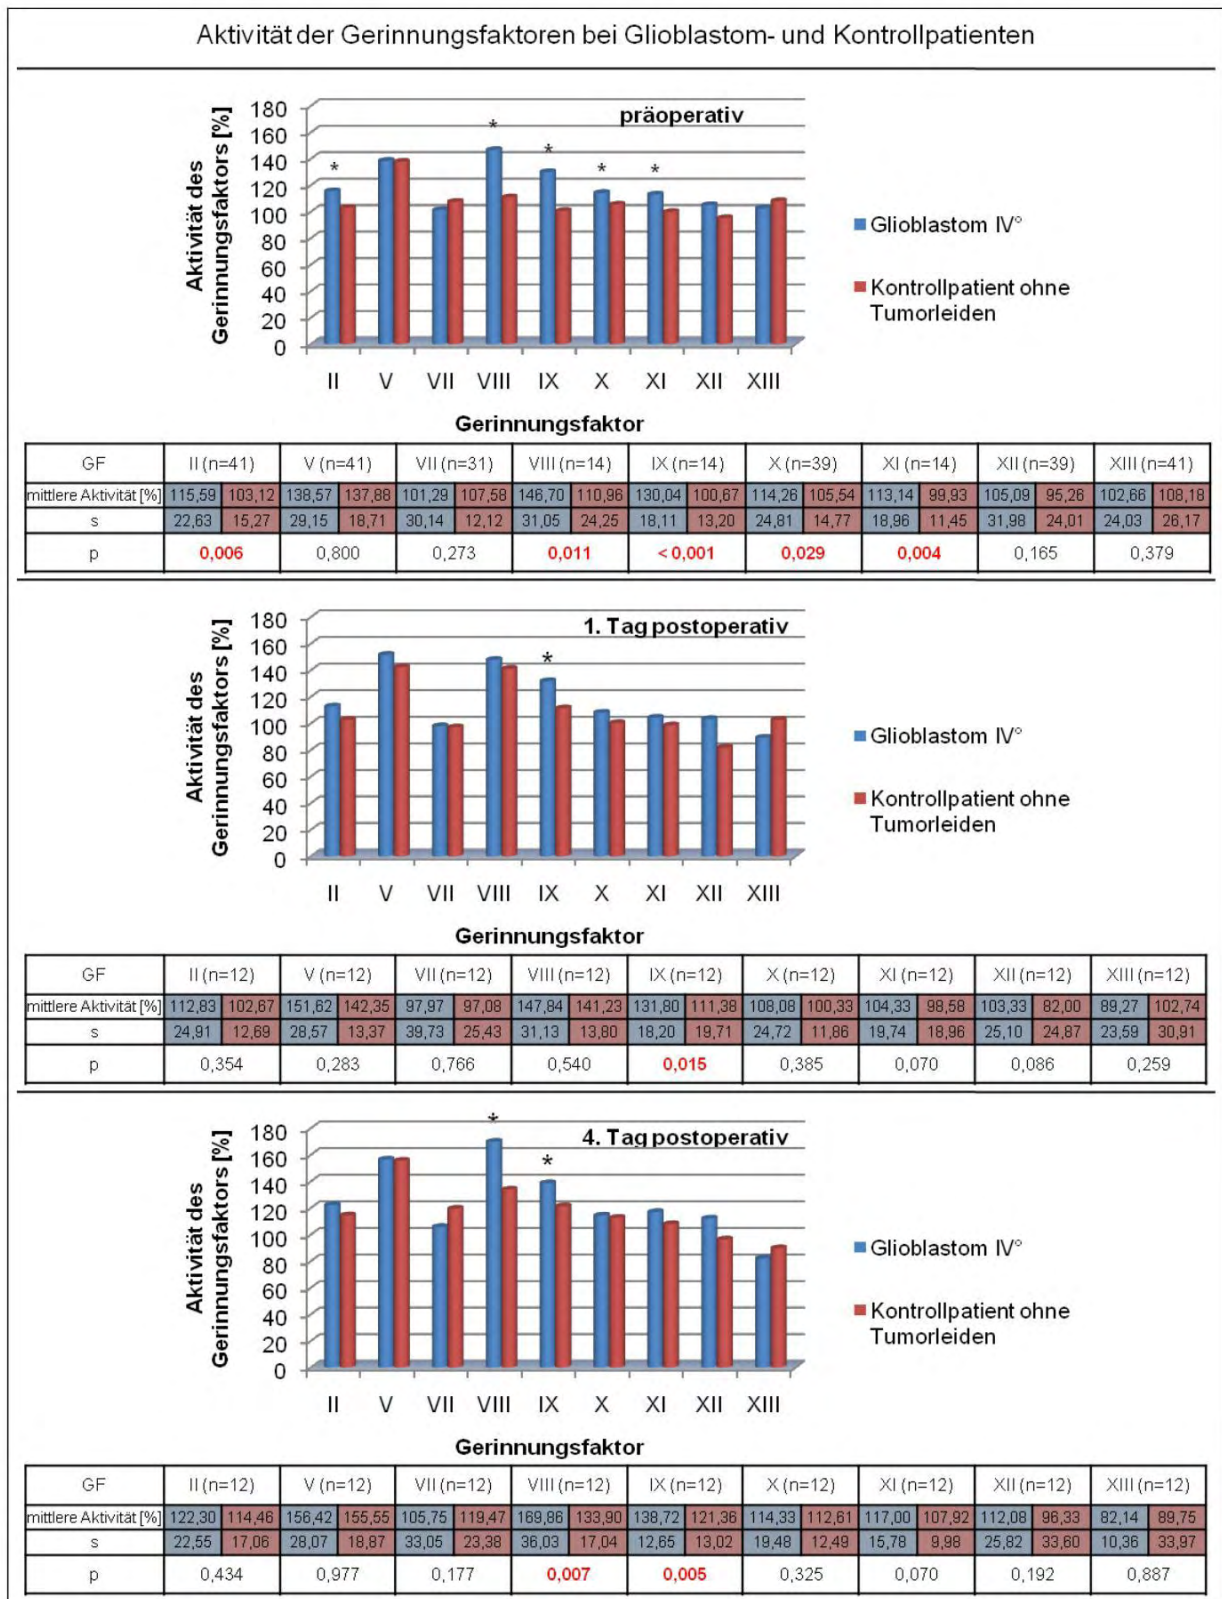 Aktivität der Gerinnungsfaktoren bei Glioblastom- und Kontrollpatienten
präoperativ
Aktivität des
Gerinnungsfaktors [%]
180
160
140
120
100
80
60
40
20
0
* * * * *
II V VII VIII IX X XI XII XIII
Gerinnungsfaktor
Glioblastom IV°
Kontrollpatient ohne
Tumorleiden
GF II (n=41) V (n=41) VII (n=31) VIII (n=14) IX (n=14) X (n=39) XI (n=14) XII (n=39) XIII (n=41)
mittlere Aktivität [%] 115,59 103,12 138,57 137,88 101,29 107,58 146,70 110,96 130,04 100,67 114,26 105,54 113,14 99,93 105,09 95,26 102,66 108,18
s 22,63 15,27 29,15 18,71 30,14 12,12 31,05 24,25 18,11 13,20 24,81 14,77 18,96 11,45 31,98 24,01 24,03 26,17
p 0,006 0,800 0,273 0,011 < 0,001 0,029 0,004 0,165 0,379
1. Tag postoperativ
Aktivität des
Gerinnungsfaktors [%]
180
160
140
120
100
80
60
40
20
0
*
II V VII VIII IX X XI XII XIII
Gerinnungsfaktor
Glioblastom IV°
Kontrollpatient ohne
Tumorleiden
GF II (n=12) V (n=12) VII (n=12) VIII (n=12) IX (n=12) X (n=12) XI (n=12) XII (n=12) XIII (n=12)
mittlere Aktivität [%] 112,83 102,67 151,62 142,35 97,97 97,08 147,84 141,23 131,80 111,38 108,08 100,33 104,33 98,58 103,33 82,00 89,27 102,74
s 24,91 12,69 28,57 13,37 39,73 25,43 31,13 13,80 18,20 19,71 24,72 11,86 19,74 18,96 25,10 24,87 23,59 30,91
p 0,354 0,283 0,766 0,540 0,015 0,385 0,070 0,086 0,259
4. Tag postoperativ
Aktivität des
Gerinnungsfaktors [%]
180
160
140
120
100
80
60
40
20
0
* *
II V VII VIII IX X XI XII XIII
Gerinnungsfaktor
Glioblastom IV°
Kontrollpatient ohne
Tumorleiden
GF II (n=12) V (n=12) VII (n=12) VIII (n=12) IX (n=12) X (n=12) XI (n=12) XII (n=12) XIII (n=12)
mittlere Aktivität [%] 122,30 114,46 156,42 155,55 105,75 119,47 169,86 133,90 138,72 121,36 114,33 112,61 117,00 107,92 112,08 96,33 82,14 89,75
s 22,55 17,06 28,07 18,87 33,05 23,38 36,03 17,04 12,65 13,02 19,48 12,49 15,78 9,98 25,82 33,60 10,36 33,97
p 0,434 0,977 0,177 0,007 0,005 0,325 0,070 0,192 0,887